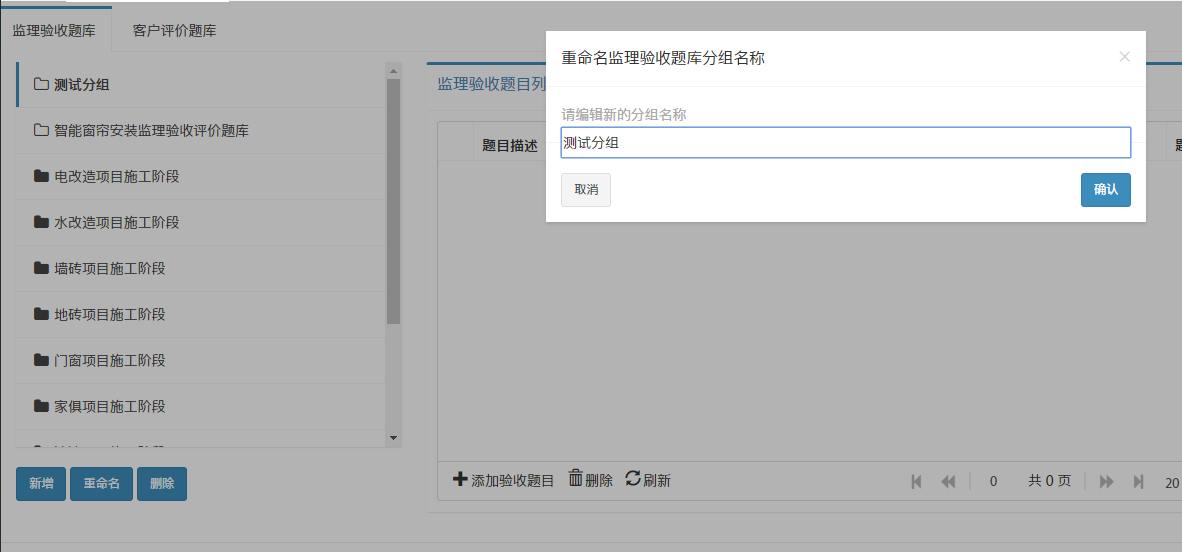 监理验收题库
客户评价题库
测试分组
智能窗帘安装监理验收评价题库
电改造项目施工阶段
水改造项目施工阶段
墙砖项目施工阶段
地砖项目施工阶段
门窗项目施工阶段
家俱项目施工阶段
新增
重命名
删除
监理验收题目列
题目描述
重命名监理验收题库分组名称
×
请编辑新的分组名称
测试分组
取消
确认
添加验收题目
删除
刷新
0
共 0 页
20